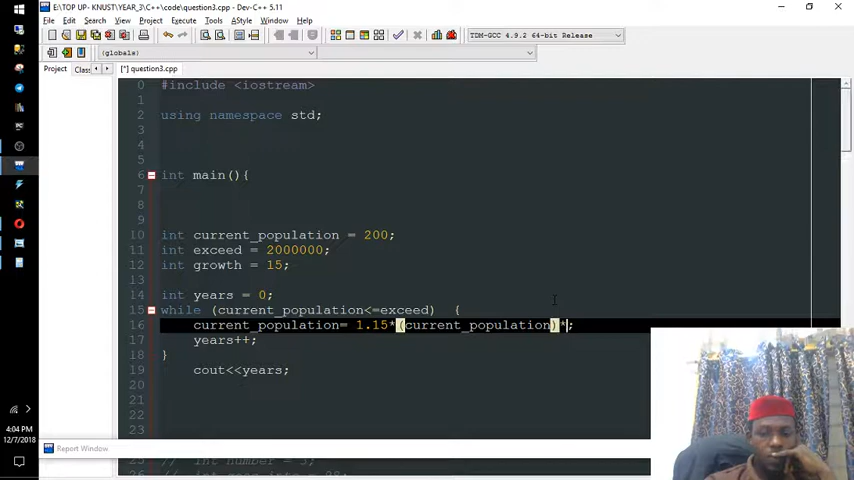 E:\TOP UP - KNUST\YEAR_3\C++\code\question3.cpp - Dev-C++ 5.11
File Edit Search View Project Execute Tools AStyle Window Help
TDM-GCC 4.9.2 64-bit Release
(globals)
Project Class [*] question3.cpp
0 #include <iostream>
1
2 using namespace std;
3
4
5
6 int main(){
7
8
9
10 int current_population = 200;
11 int exceed = 2000000;
12 int growth = 15;
13
14 int years = 0;
15 while (current_population<=exceed) {
16 current_population= 1.15*(current_population)*;
17 years++;
18 }
19 cout<<years;
20
21
22
23
Report Window
25 // int number = 3;
4:04 PM
12/7/2018